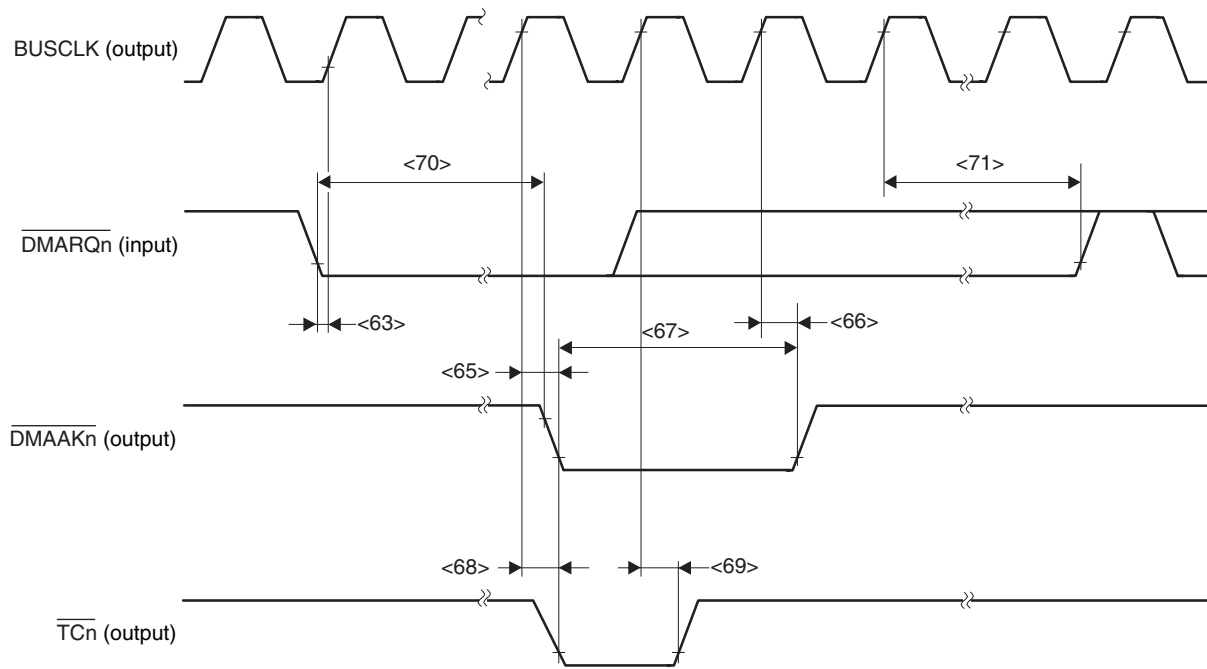 BUSCLK (output)
<70>
<71>
DMARQn (input)
<63>
<66>
<67>
<65>
DMAAKn (output)
<68>
<69>
TCn (output)